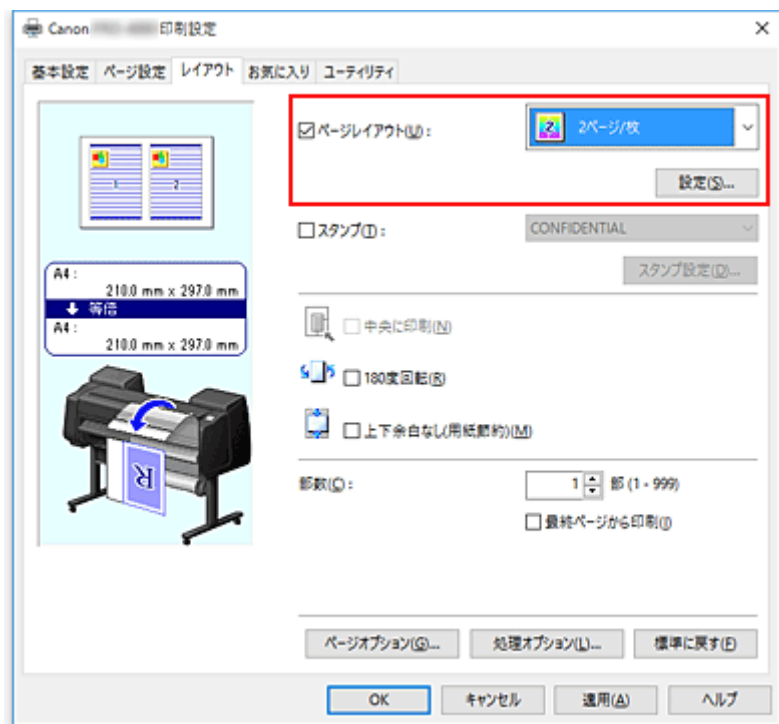 Canon 印刷設定
基本設定 ページ設定 レイアウト お気に入り ユーティリティ
ページレイアウト(U): 2 2ページ/枚
設定(S)...
1 2
スタンプ(T): CONFIDENTIAL
スタンプ設定(D)...
A4:
210.0 mm x 297.0 mm
等倍
A4:
210.0 mm x 297.0 mm
中央に印刷(N)
180度回転(R)
上下余白なし(用紙節約)(M)
R
部数(C): 1 部 (1 - 999)
最終ページから印刷(I)
ページオプション(G)... 処理オプション(L)... 標準に戻す(F)
OK キャンセル 適用(A) ヘルプ